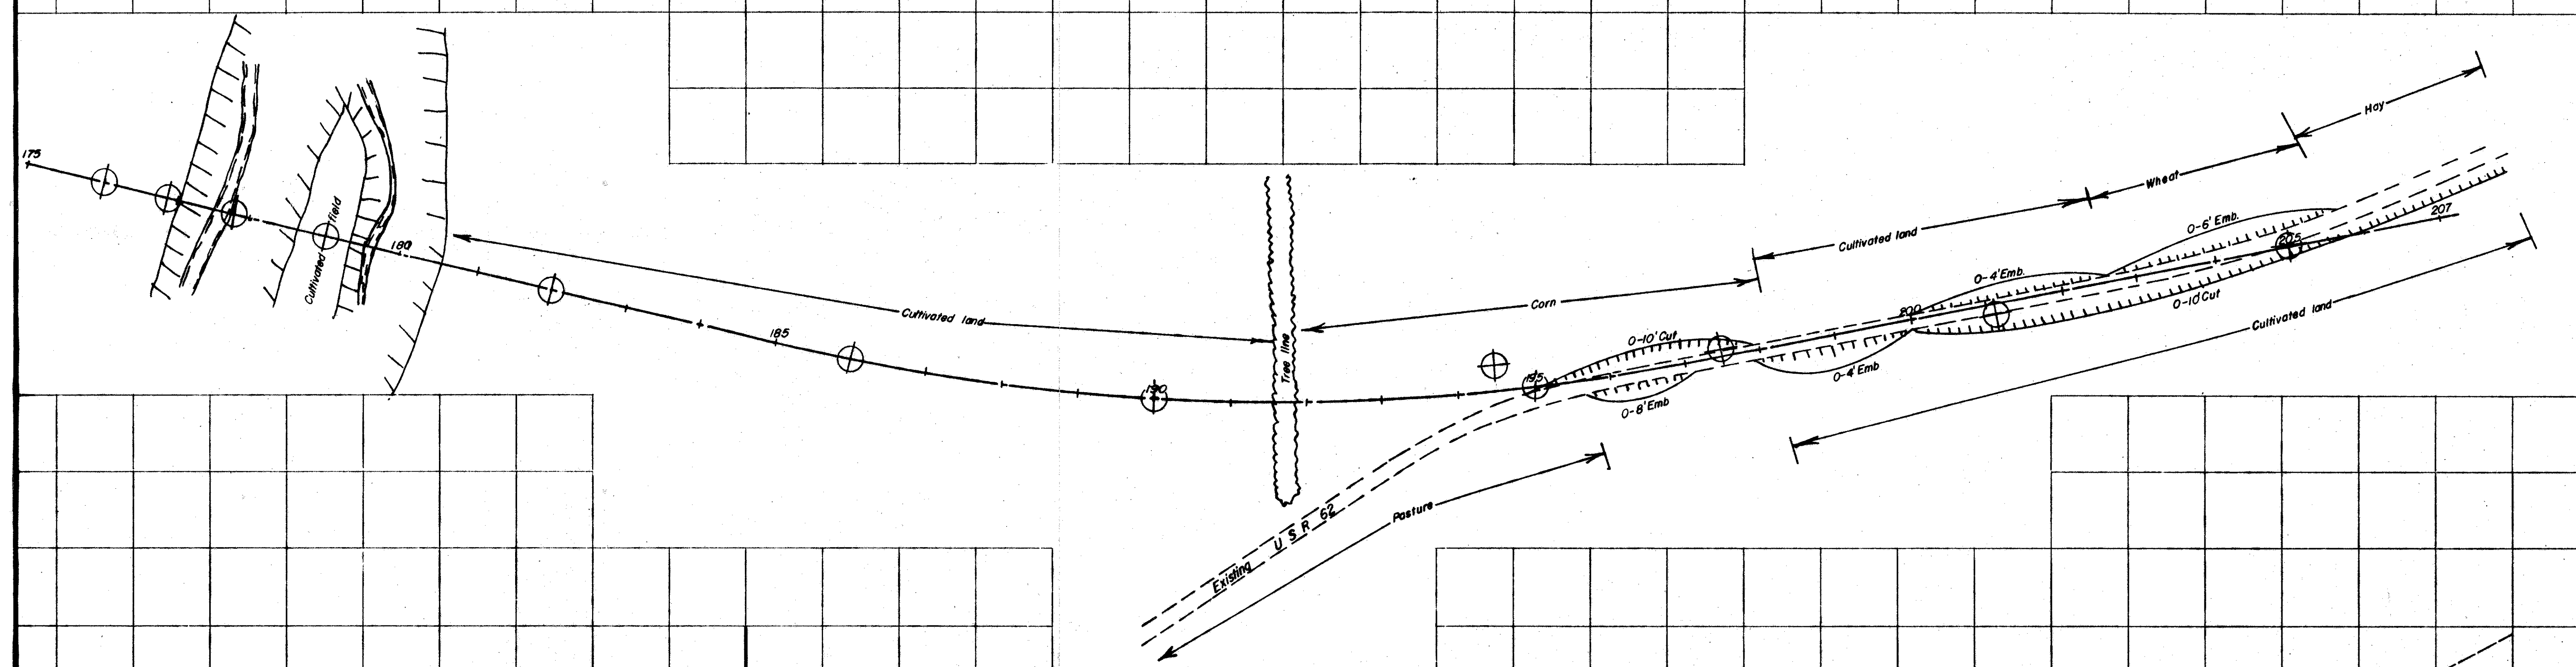 175
Cultivated field
180
Cultivated land
185
190
Tree line
Corn
Existing U S R 62
Pasture
195
0-10' Cut
0-8' Emb
Cultivated land
0-4' Emb
200
0-4' Emb.
Wheat
0-6' Emb.
Hay
205
207
0-10' Cut
Cultivated land